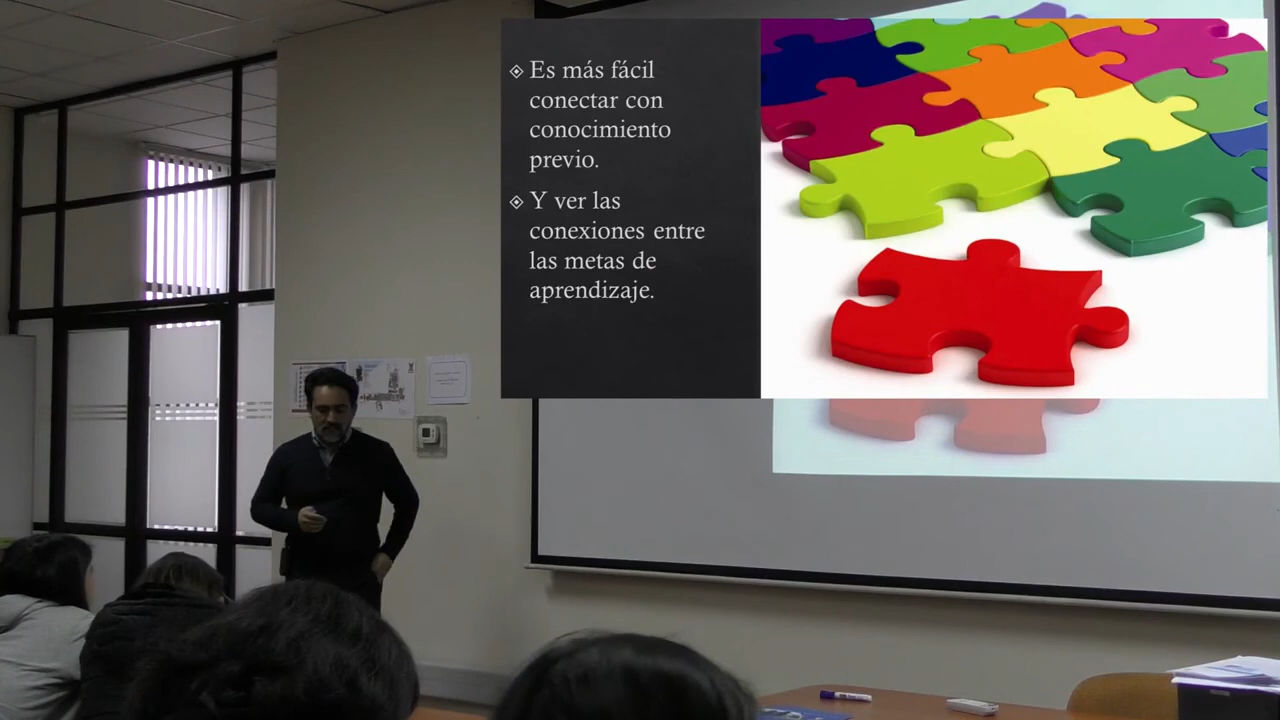 Es más fácil
conectar con
conocimiento
previo.
Y ver las
conexiones entre
las metas de
aprendizaje.